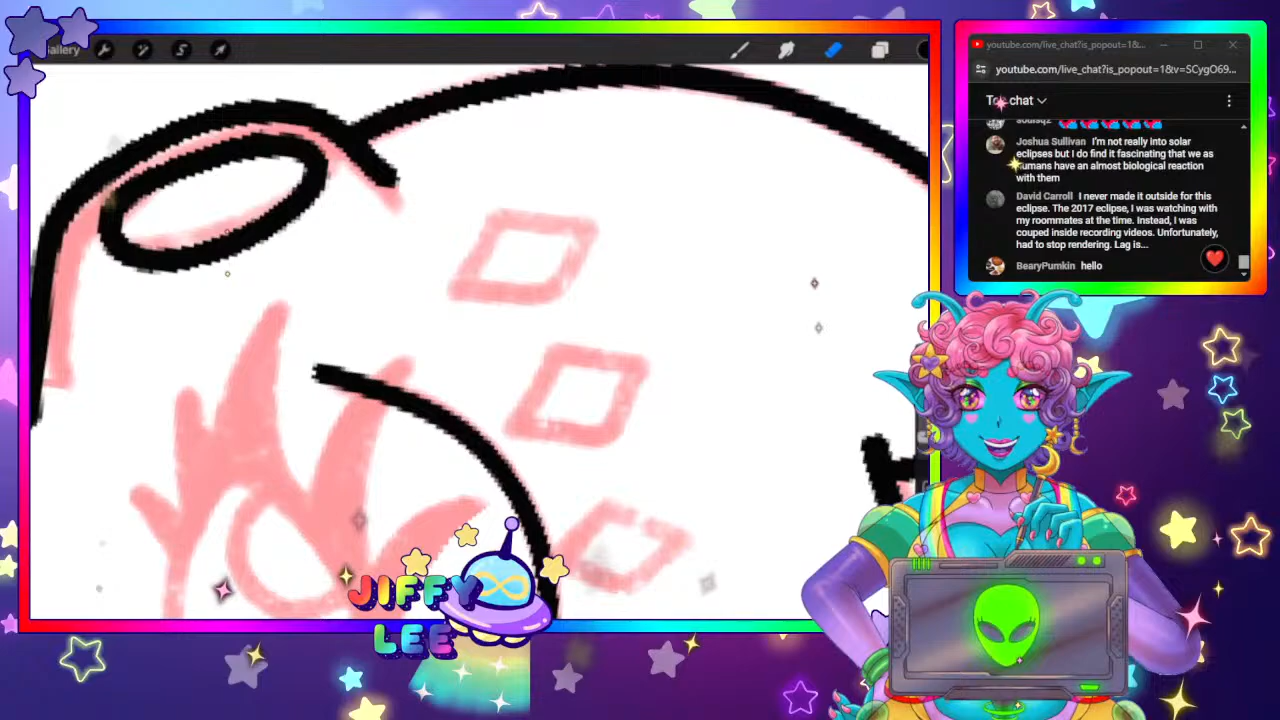 Gallery
youtube.com/live_chat?is_popout=1&...
youtube.com/live_chat?is_popout=1&v=SCygO69...
Top chat
soulsqz
Joshua Sullivan I'm not really into solar
eclipses but I do find it fascinating that we as
humans have an almost biological reaction
with them
David Carroll I never made it outside for this
eclipse. The 2017 eclipse, I was watching with
my roommates at the time. Instead, I was
couped inside recording videos. Unfortunately,
had to stop rendering. Lag is...
BearyPumkin hello
JIFFY
LEE